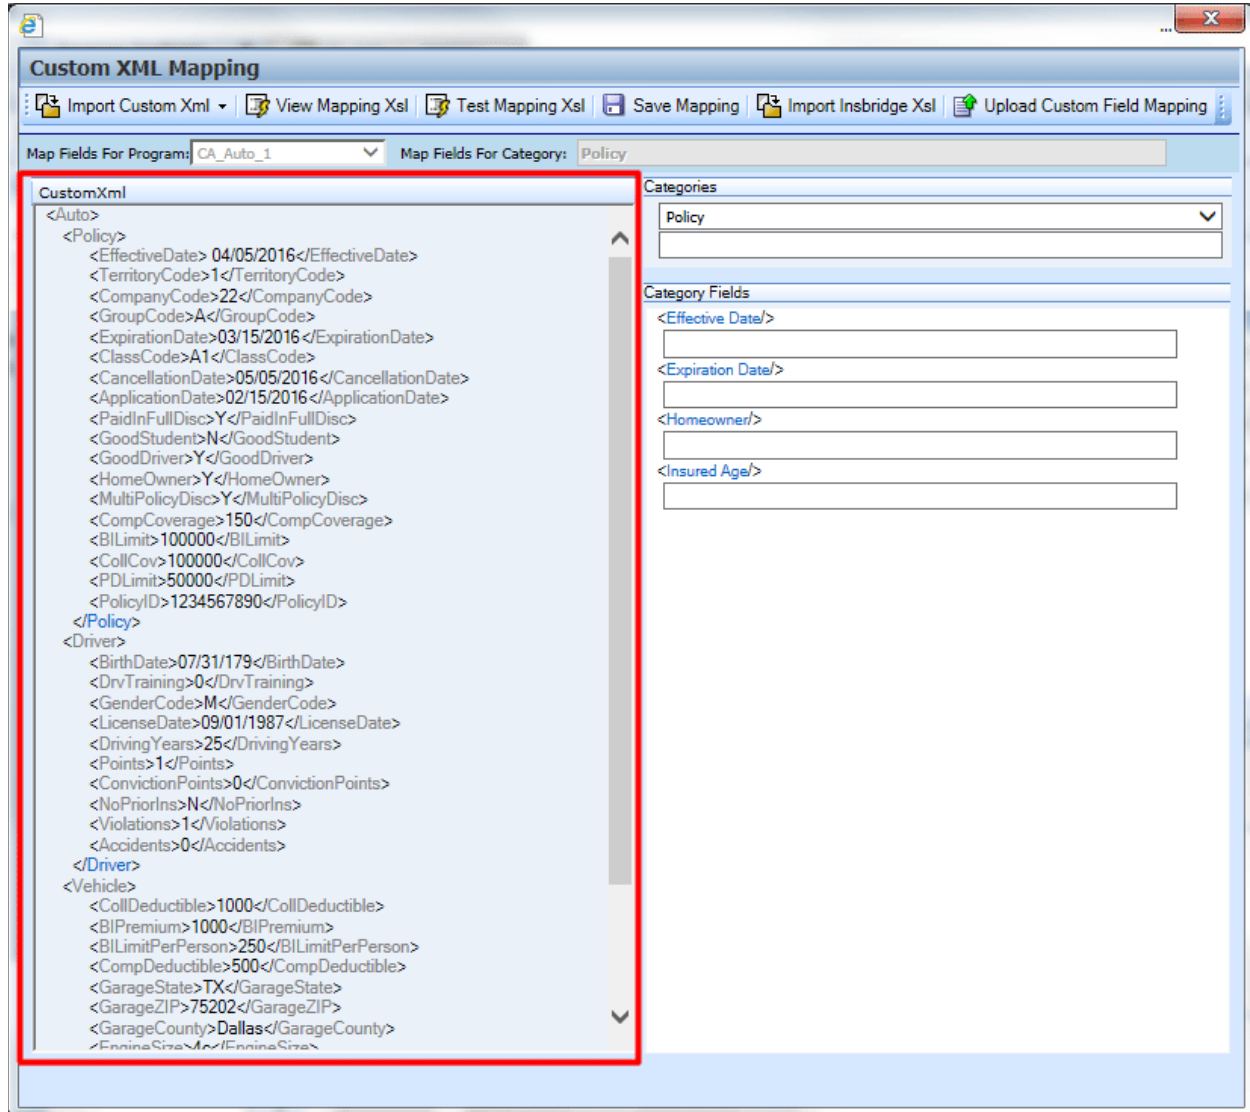 ...
Custom XML Mapping
Import Custom Xml View Mapping Xsl Test Mapping Xsl Save Mapping Import Insbridge Xsl Upload Custom Field Mapping
Map Fields For Program: CA_Auto_1 Map Fields For Category: Policy
CustomXml
<Auto>
<Policy>
<EffectiveDate> 04/05/2016</EffectiveDate>
<TerritoryCode>1</TerritoryCode>
<CompanyCode>22</CompanyCode>
<GroupCode>A</GroupCode>
<ExpirationDate>03/15/2016</ExpirationDate>
<ClassCode>A1</ClassCode>
<CancellationDate>05/05/2016</CancellationDate>
<ApplicationDate>02/15/2016</ApplicationDate>
<PaidInFullDisc>Y</PaidInFullDisc>
<GoodStudent>N</GoodStudent>
<GoodDriver>Y</GoodDriver>
<HomeOwner>Y</HomeOwner>
<MultiPolicyDisc>Y</MultiPolicyDisc>
<CompCoverage>150</CompCoverage>
<BILimit>100000</BILimit>
<CollCov>100000</CollCov>
<PDLimit>50000</PDLimit>
<PolicyID>1234567890</PolicyID>
</Policy>
<Driver>
<BirthDate>07/31/179</BirthDate>
<DrvTraining>0</DrvTraining>
<GenderCode>M</GenderCode>
<LicenseDate>09/01/1987</LicenseDate>
<DrivingYears>25</DrivingYears>
<Points>1</Points>
<ConvictionPoints>0</ConvictionPoints>
<NoPriorIns>N</NoPriorIns>
<Violations>1</Violations>
<Accidents>0</Accidents>
</Driver>
<Vehicle>
<CollDeductible>1000</CollDeductible>
<BIPremium>1000</BIPremium>
<BILimitPerPerson>250</BILimitPerPerson>
<CompDeductible>500</CompDeductible>
<GarageState>TX</GarageState>
<GarageZIP>75202</GarageZIP>
<GarageCounty>Dallas</GarageCounty>
<EngineSize>4c</EngineSize>
Categories
Policy
Category Fields
<Effective Date/>
<Expiration Date/>
<Homeowner/>
<Insured Age/>